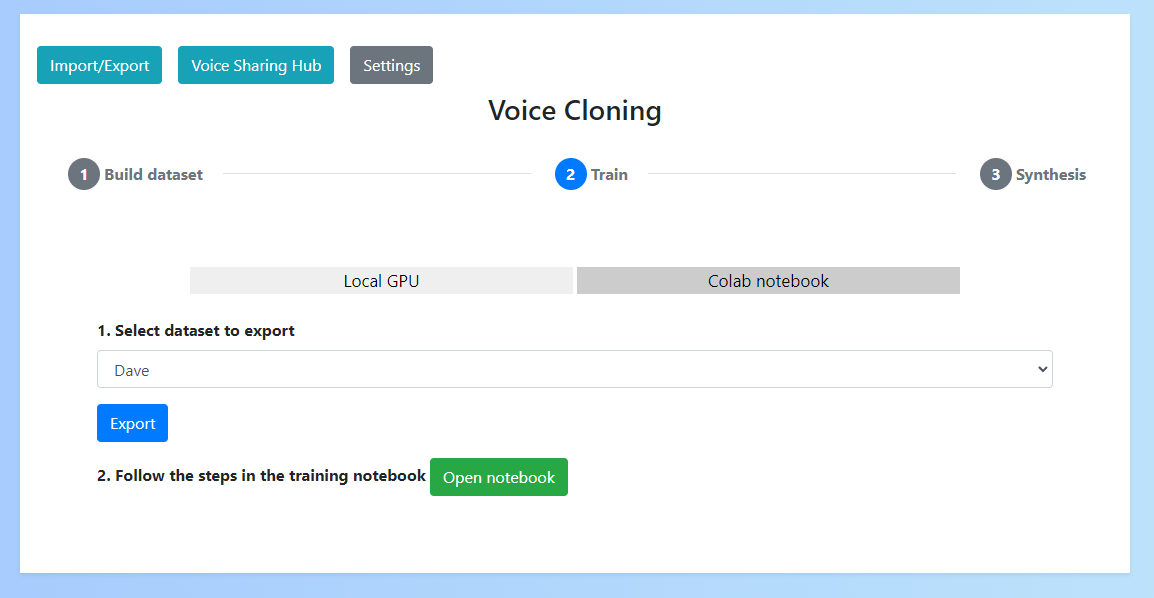 Import/Export Voice Sharing Hub Settings
Voice Cloning
1 Build dataset 2 Train 3 Synthesis
Local GPU Colab notebook
1. Select dataset to export
Dave
Export
2. Follow the steps in the training notebook Open notebook